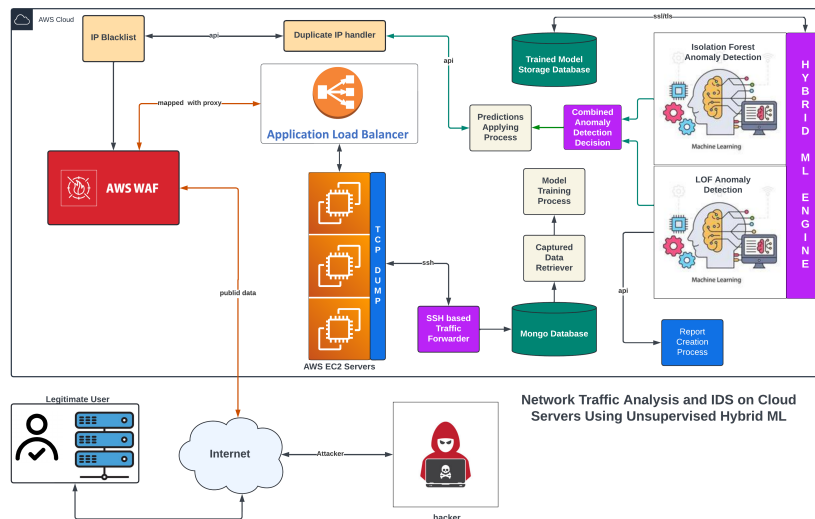 AWS Cloud
IP Blacklist
api
Duplicate IP handler
ssl/tls
Trained Model
Storage Database
Isolation Forest
Anomaly Detection
Machine Learning
HYBRID ML ENGINE
api
mapped with proxy
Application Load Balancer
Predictions
Applying
Process
Combined
Anomaly
Detection
Decision
AWS WAF
Model
Training
Process
LOF Anomaly
Detection
Machine Learning
TCP DUMP
Captured
Data
Retriever
ssh
publid data
api
SSH based
Traffic
Forwarder
Mongo Database
Report
Creation
Process
AWS EC2 Servers
Network Traffic Analysis and IDS on Cloud
Servers Using Unsupervised Hybrid ML
Legitimate User
Internet
Attacker
hacker